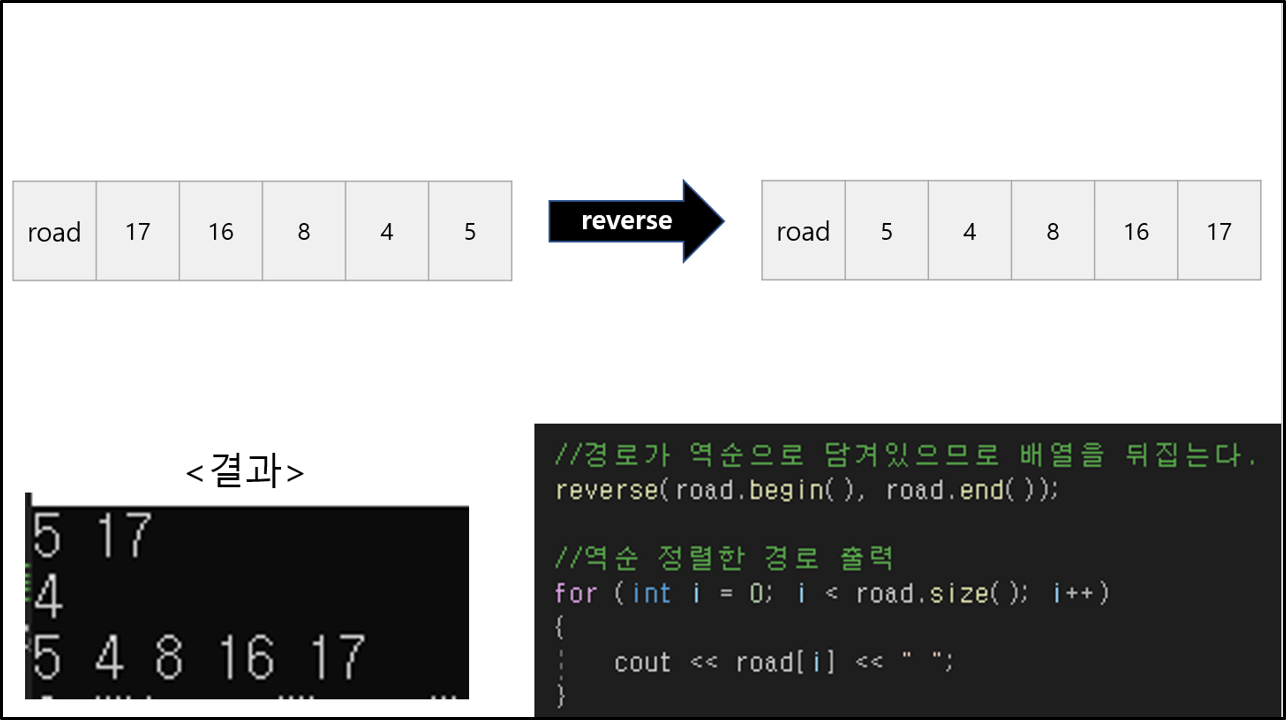 road 17 16 8 4 5
reverse
road 5 4 8 16 17
<결과>
5 17
4
5 4 8 16 17
//경로가 역순으로 담겨있으므로 배열을 뒤집는다.
reverse(road.begin(), road.end());
//역순 정렬한 경로 출력
for (int i = 0; i < road.size(); i++)
{
cout << road[i] << " ";
}